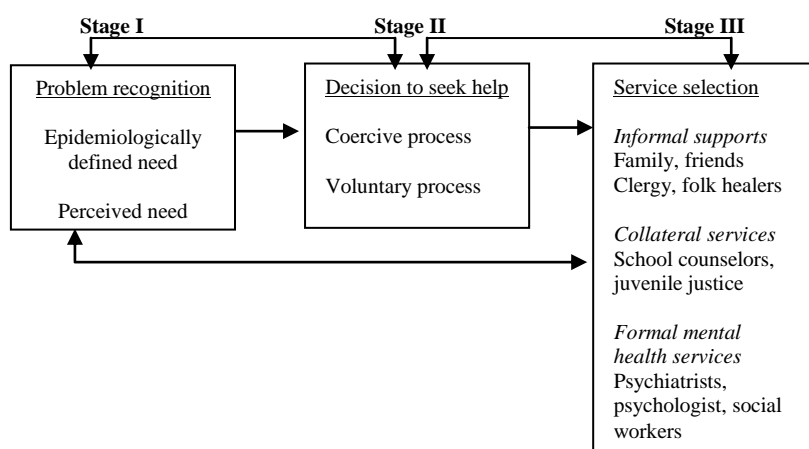 Stage I
Stage II
Stage III
Problem recognition
Epidemiologically
defined need
Perceived need
Decision to seek help
Coercive process
Voluntary process
Service selection
Informal supports
Family, friends
Clergy, folk healers
Collateral services
School counselors,
juvenile justice
Formal mental
health services
Psychiatrists,
psychologist, social
workers